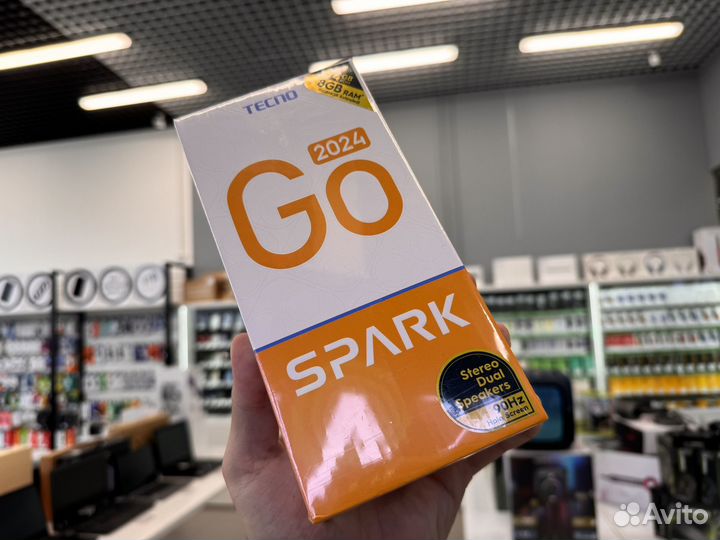 TECNO
8GB RAM*
2024
Go
SPARK
Stereo
Dual
Speakers
90Hz
Hole Screen
Avito